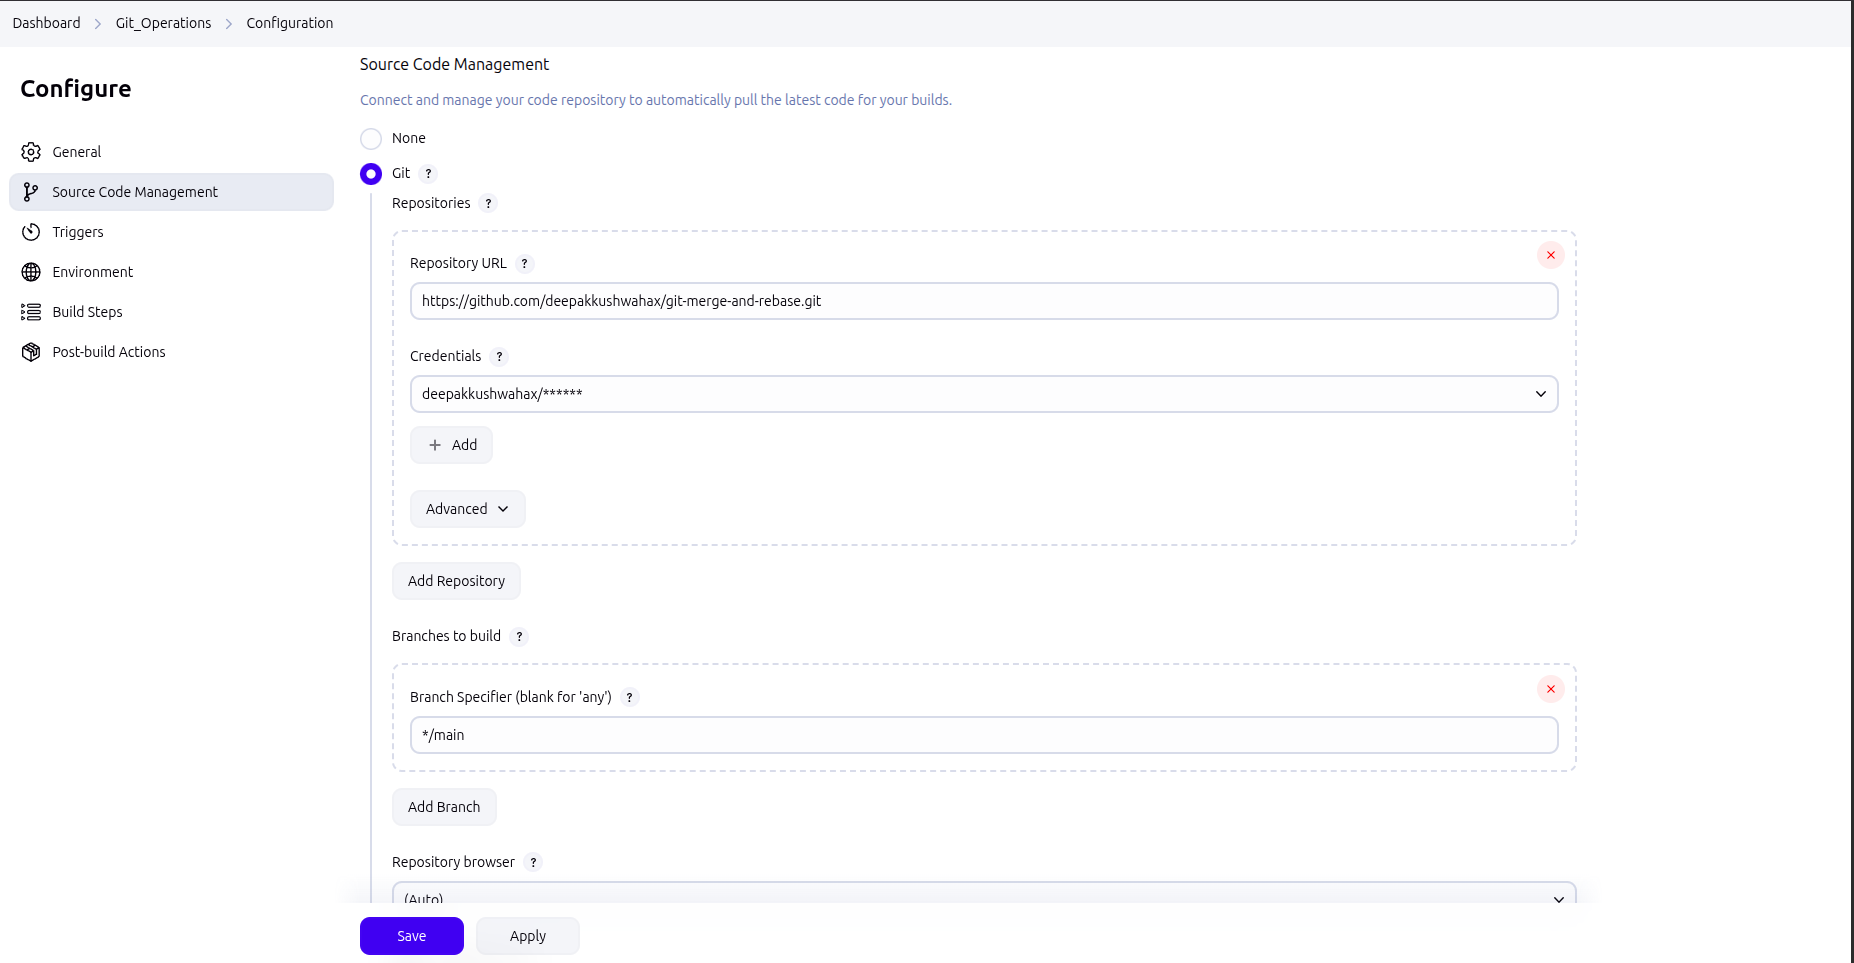 Dashboard > Git_Operations > Configuration
Configure
General
Source Code Management
Triggers
Environment
Build Steps
Post-build Actions
Source Code Management
Connect and manage your code repository to automatically pull the latest code for your builds.
None
Git ?
Repositories ?
Repository URL ?
https://github.com/deepakkushwahax/git-merge-and-rebase.git
Credentials ?
deepakkushwahax/******
+ Add
Advanced
Add Repository
Branches to build ?
Branch Specifier (blank for 'any') ?
*/main
Add Branch
Repository browser ?
(Auto)
Save
Apply